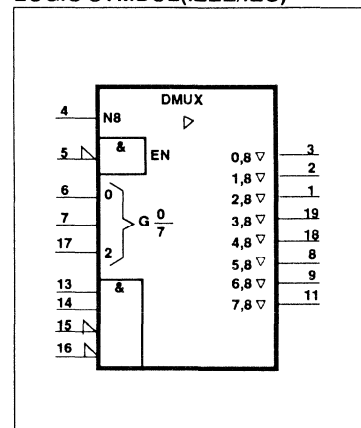 LOGIC SYMBOL(IEEE/IEC)
DMUX
4 N8
& EN
5
6 0
7 G 0/7
17 2
&
13
14
15
16
0,8 ▽ 3
1,8 ▽ 2
2,8 ▽ 1
3,8 ▽ 19
4,8 ▽ 18
5,8 ▽ 8
6,8 ▽ 9
7,8 ▽ 11